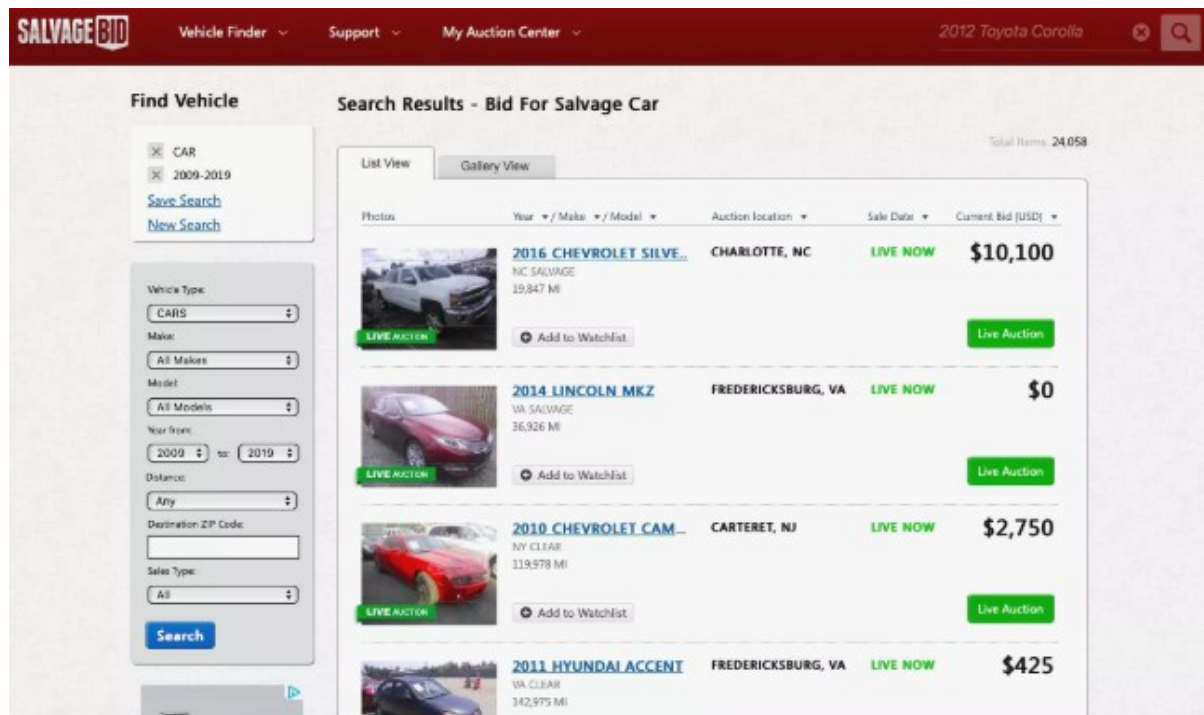 SALVAGE BID Vehicle Finder Support My Auction Center 2012 Toyota Corolla
Find Vehicle
CAR
2009-2019
Save Search
New Search
Vehicle Type:
CARS
Make:
All Makes
Model:
All Models
Year from:
2009 to: 2019
Distance:
Any
Destination ZIP Code:
Sales Type:
All
Search
Search Results - Bid For Salvage Car
Total Items: 24,058
List View Gallery View
Photos Year / Make / Model Auction location Sale Date Current Bid (USD)
2016 CHEVROLET SILVE.. CHARLOTTE, NC LIVE NOW $10,100
NC SALVAGE
19,847 MI
LIVE AUCTION Add to Watchlist Live Auction
2014 LINCOLN MKZ FREDERICKSBURG, VA LIVE NOW $0
VA SALVAGE
36,926 MI
LIVE AUCTION Add to Watchlist Live Auction
2010 CHEVROLET CAM... CARTERET, NJ LIVE NOW $2,750
NY CLEAR
119,978 MI
LIVE AUCTION Add to Watchlist Live Auction
2011 HYUNDAI ACCENT FREDERICKSBURG, VA LIVE NOW $425
VA CLEAR
142,975 MI